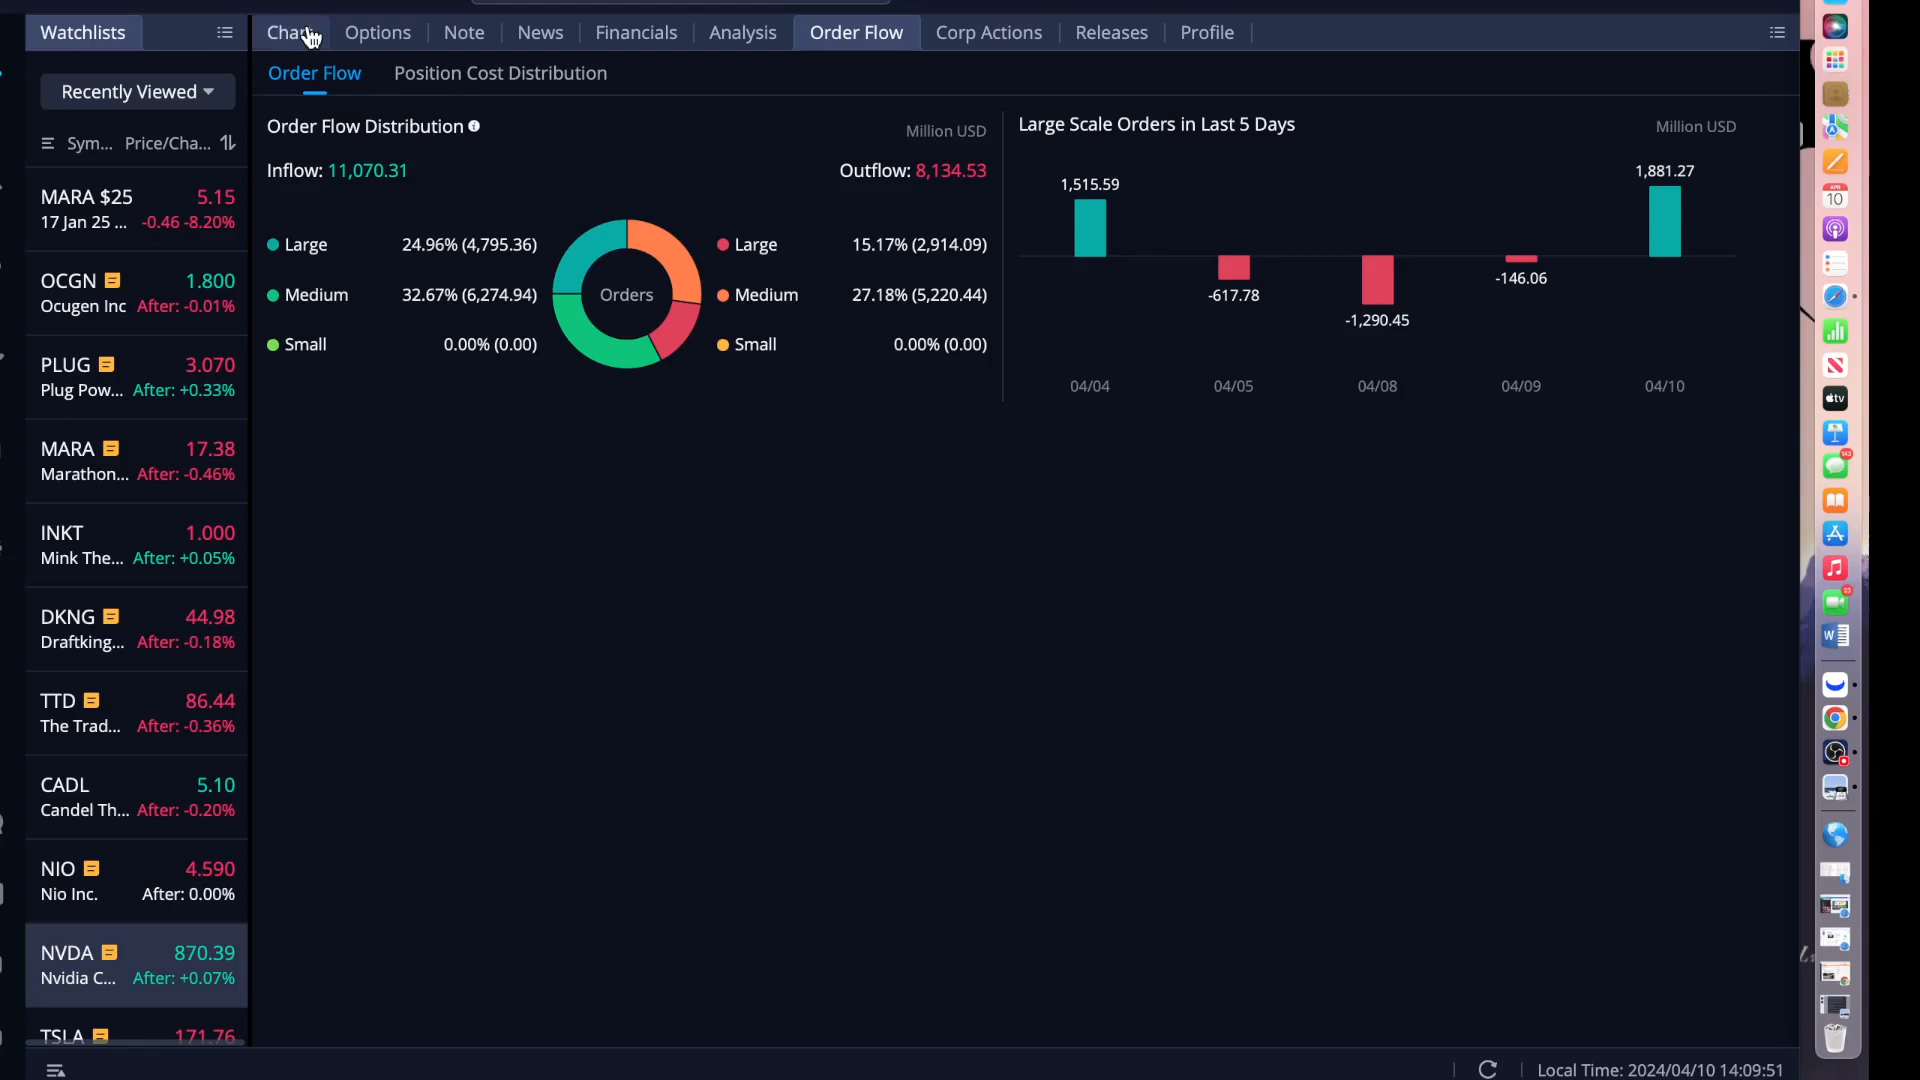 Watchlists
Options
Note
News
Financials
Analysis
Order Flow
Corp Actions
Releases
Profile
Order Flow
Position Cost Distribution
Recently Viewed
Sym...
Price/Cha...
MARA $25 5.15
17 Jan 25 ... -0.46 -8.20%
OCGN 1.800
Ocugen Inc After: -0.01%
PLUG 3.070
Plug Pow... After: +0.33%
MARA 17.38
Marathon... After: -0.46%
INKT 1.000
Mink The... After: +0.05%
DKNG 44.98
Draftking... After: -0.18%
TTD 86.44
The Trad... After: -0.36%
CADL 5.10
Candel Th... After: -0.20%
NIO 4.590
Nio Inc. After: 0.00%
NVDA 870.39
Nvidia C... After: +0.07%
TSLA 171.76
Order Flow Distribution
Million USD
Inflow: 11,070.31
Outflow: 8,134.53
Large 24.96% (4,795.36)
Medium 32.67% (6,274.94)
Small 0.00% (0.00)
Orders
Large 15.17% (2,914.09)
Medium 27.18% (5,220.44)
Small 0.00% (0.00)
Large Scale Orders in Last 5 Days
Million USD
1,515.59
-617.78
-1,290.45
-146.06
1,881.27
04/04
04/05
04/08
04/09
04/10
Local Time: 2024/04/10 14:09:51
10
tv
143
23
W